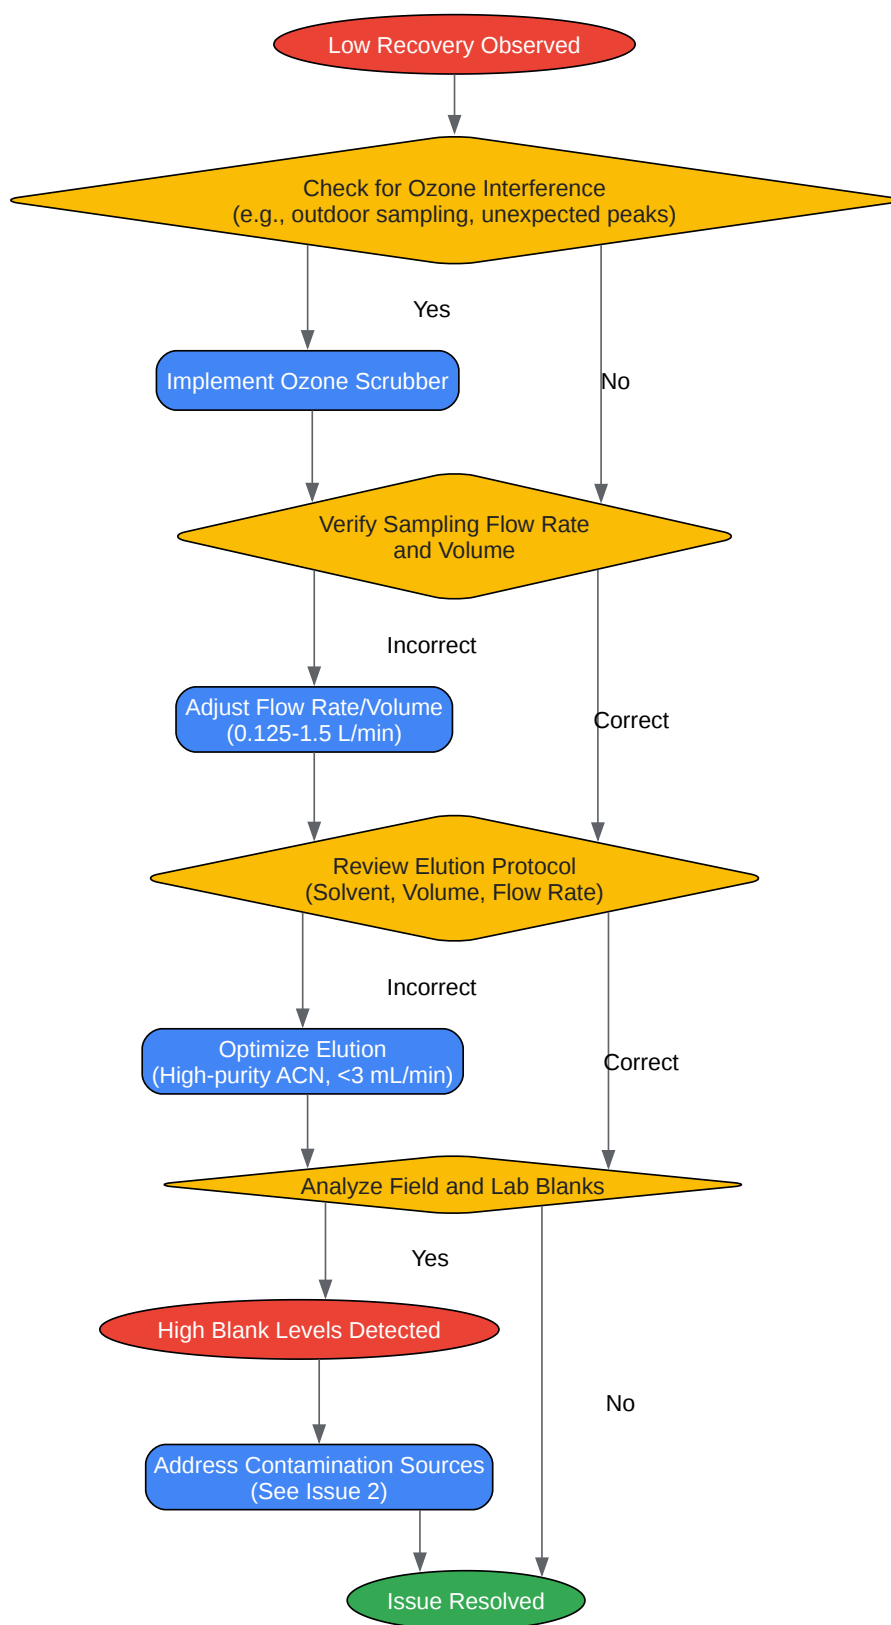 Low Recovery Observed
Check for Ozone Interference
(e.g., outdoor sampling, unexpected peaks)
Yes
Implement Ozone Scrubber
No
Verify Sampling Flow Rate
and Volume
Incorrect
Adjust Flow Rate/Volume
(0.125-1.5 L/min)
Correct
Review Elution Protocol
(Solvent, Volume, Flow Rate)
Incorrect
Optimize Elution
(High-purity ACN, <3 mL/min)
Correct
Analyze Field and Lab Blanks
Yes
High Blank Levels Detected
No
Address Contamination Sources
(See Issue 2)
Issue Resolved